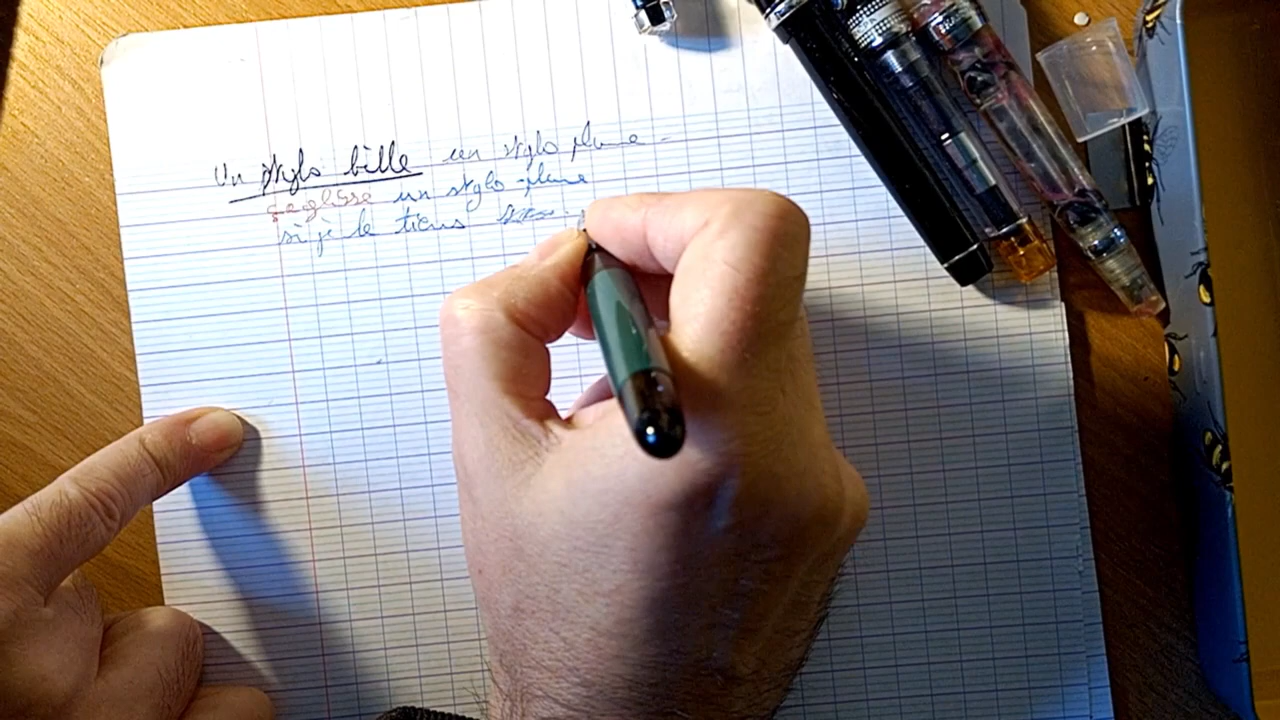 Un stylo bille un stylo plume -
ça glisse un stylo plume
si je le tiens